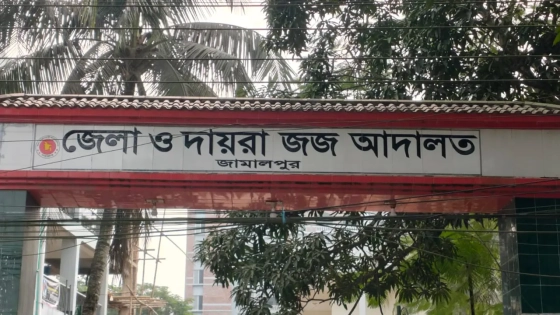 জেলা ও দায়রা জজ আদালত
জামালপুর